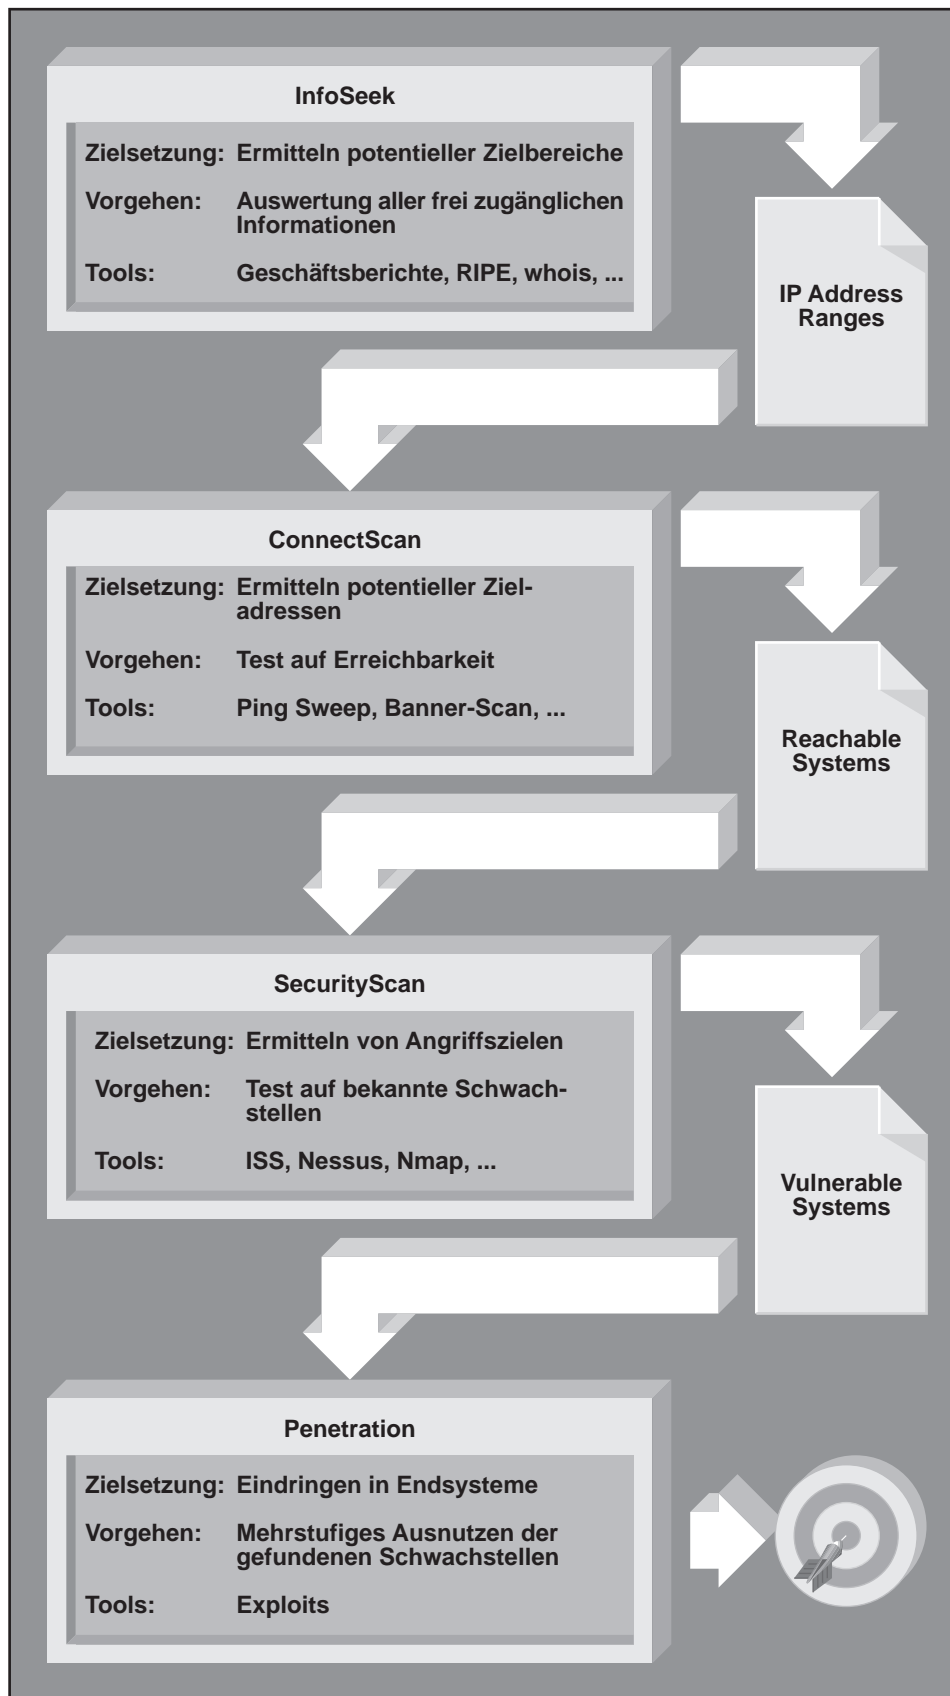 InfoSeek
Zielsetzung: Ermitteln potentieller Zielbereiche
Vorgehen: Auswertung aller frei zugänglichen
Informationen
Tools: Geschäftsberichte, RIPE, whois, ...
IP Address
Ranges
ConnectScan
Zielsetzung: Ermitteln potentieller Ziel-
adressen
Vorgehen: Test auf Erreichbarkeit
Tools: Ping Sweep, Banner-Scan, ...
Reachable
Systems
SecurityScan
Zielsetzung: Ermitteln von Angriffszielen
Vorgehen: Test auf bekannte Schwach-
stellen
Tools: ISS, Nessus, Nmap, ...
Vulnerable
Systems
Penetration
Zielsetzung: Eindringen in Endsysteme
Vorgehen: Mehrstufiges Ausnutzen der
gefundenen Schwachstellen
Tools: Exploits